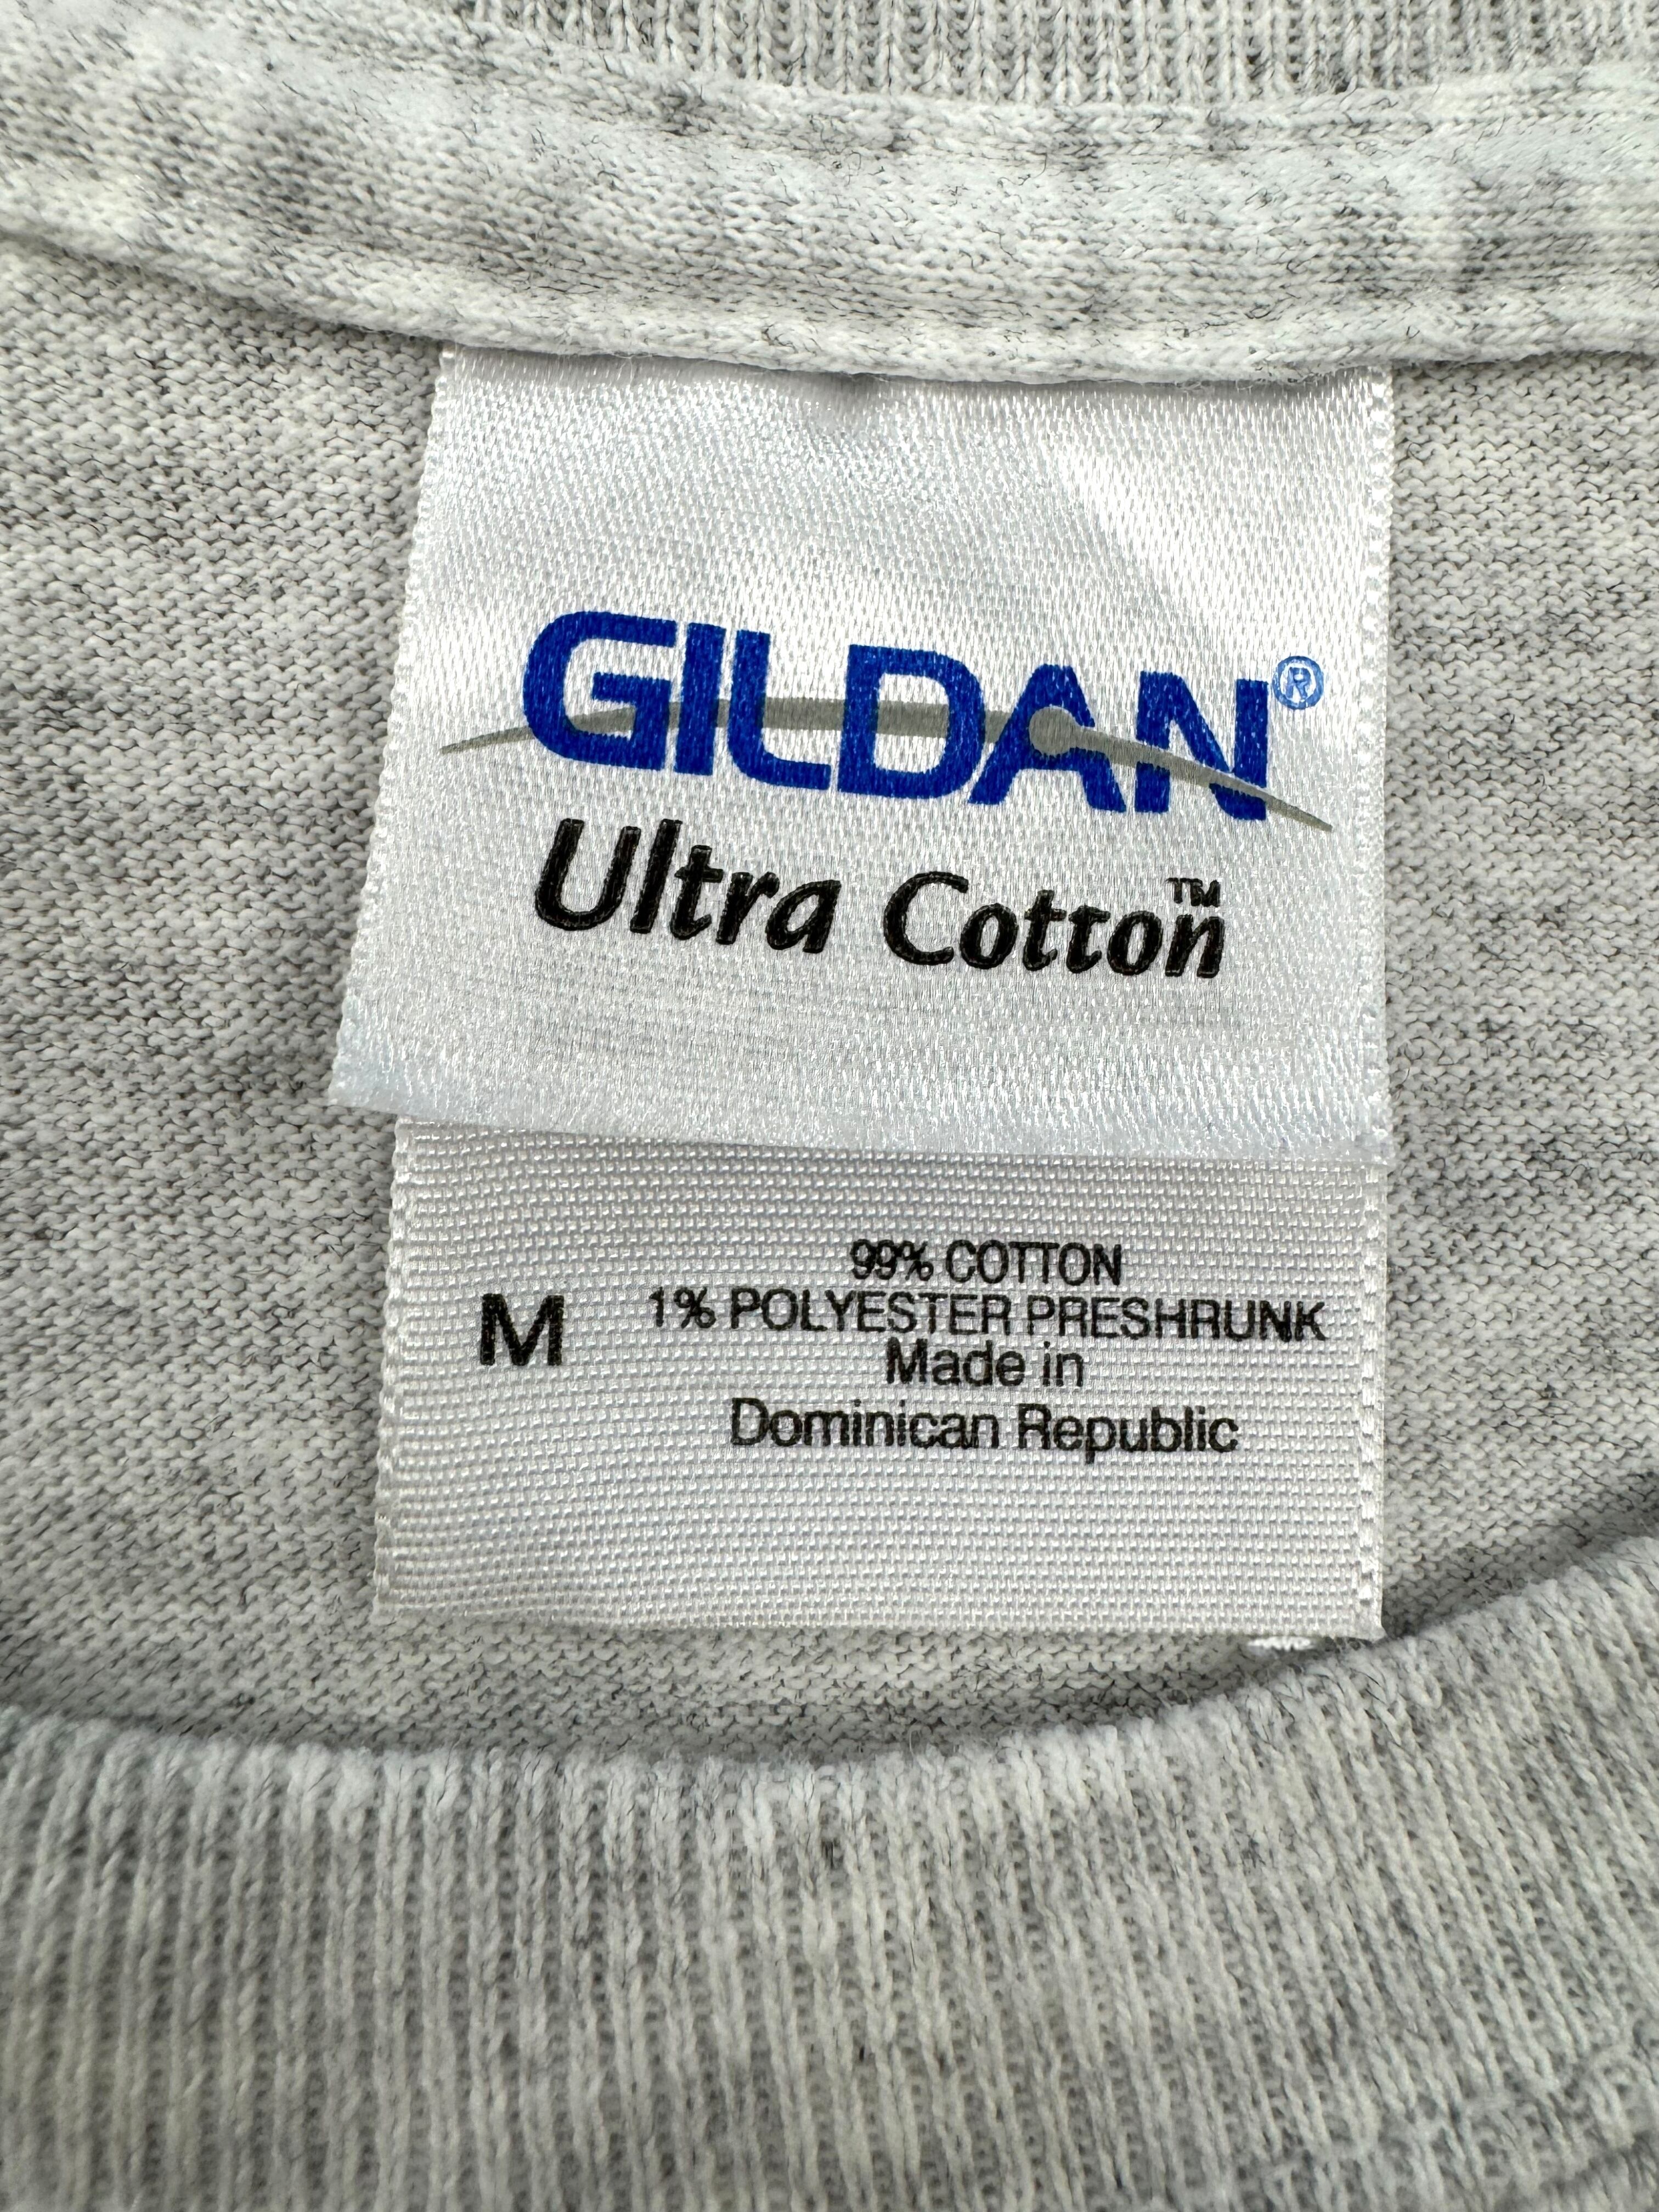 GILDAN®
Ultra Cotton™
99% COTTON
1% POLYESTER PRESHRUNK
M
Made in
Dominican Republic